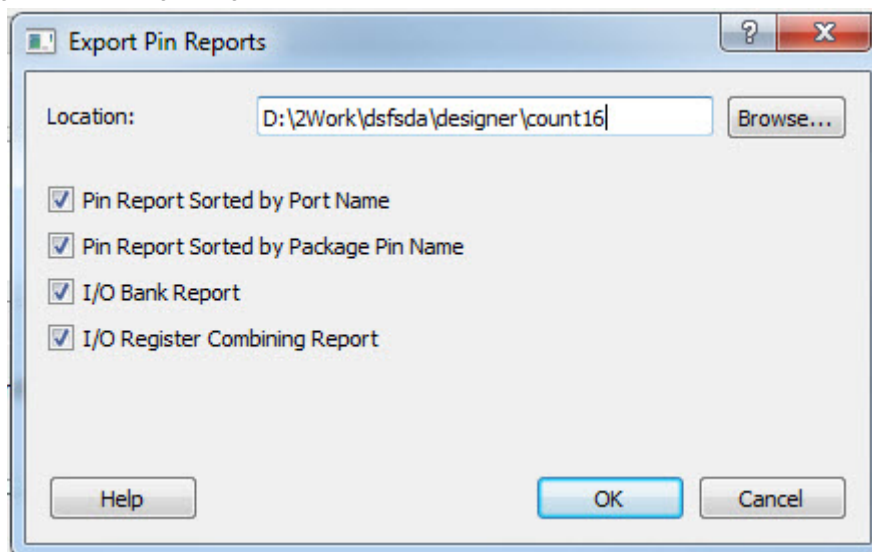 Export Pin Reports
Location: D:\2Work\dsfsda\designer\count16 Browse...
Pin Report Sorted by Port Name
Pin Report Sorted by Package Pin Name
I/O Bank Report
I/O Register Combining Report
Help OK Cancel